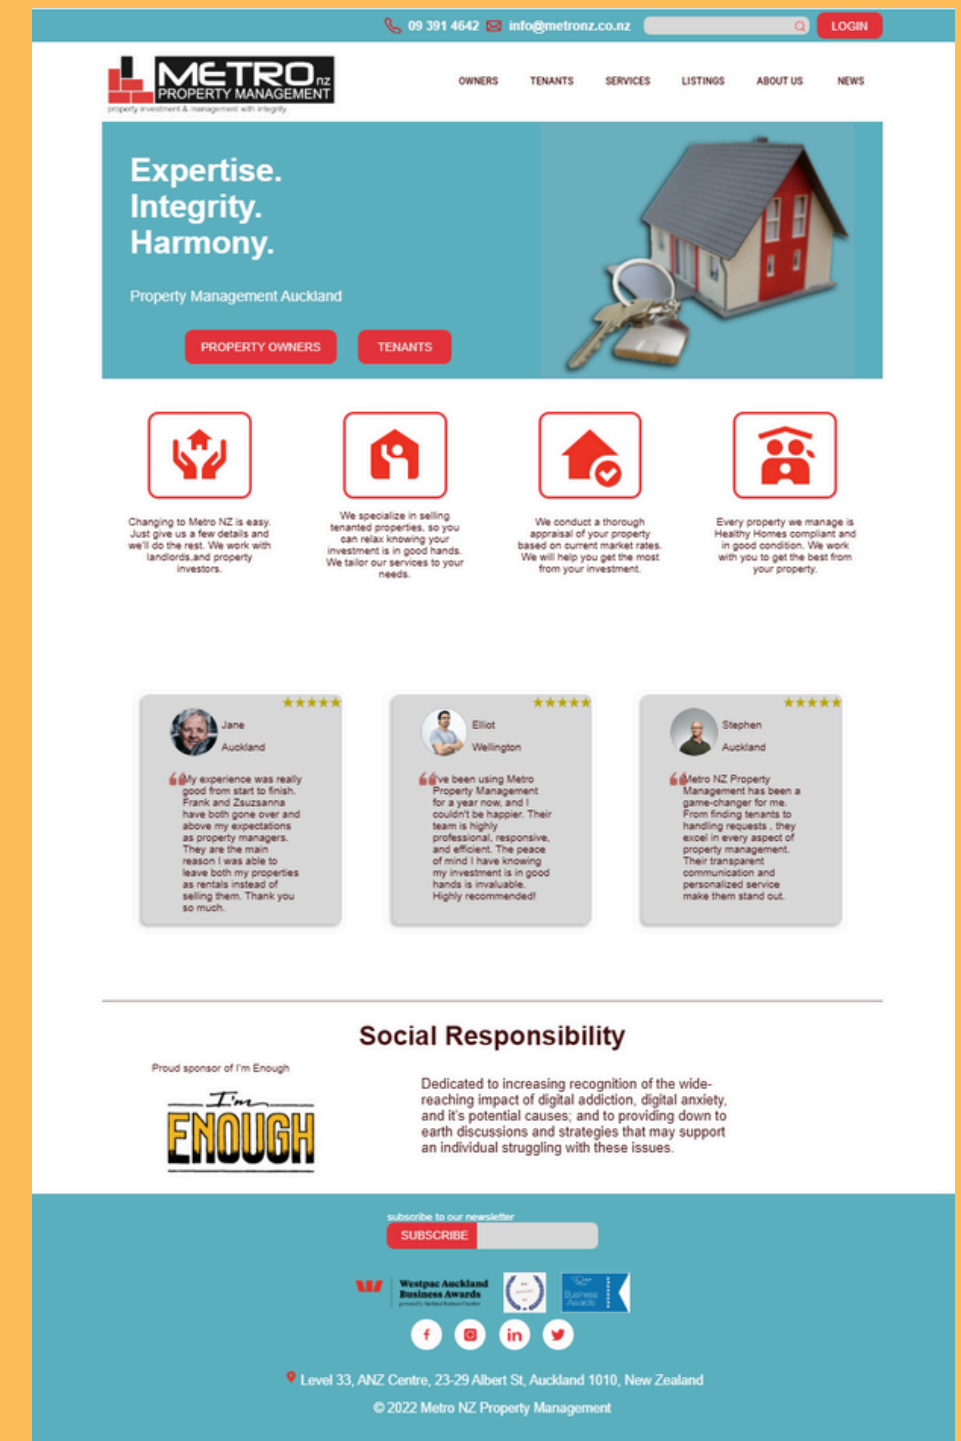 09 391 4642 info@metronz.co.nz LOGIN
METRO nz
PROPERTY MANAGEMENT
property investment & management with integrity
OWNERS TENANTS SERVICES LISTINGS ABOUT US NEWS
Expertise.
Integrity.
Harmony.
Property Management Auckland
PROPERTY OWNERS TENANTS
Changing to Metro NZ is easy.
Just give us a few details and
we'll do the rest. We work with
landlords,and property
investors.
We specialize in selling
tenanted properties, so you
can relax knowing your
investment is in good hands.
We tailor our services to your
needs.
We conduct a thorough
appraisal of your property
based on current market rates.
We will help you get the most
from your investment.
Every property we manage is
Healthy Homes compliant and
in good condition. We work
with you to get the best from
your property.
Jane
Auckland
My experience was really
good from start to finish.
Frank and Zsuzsanna
have both gone over and
above my expectations
as property managers.
They are the main
reason I was able to
leave both my properties
as rentals instead of
selling them. Thank you
so much.
Elliot
Wellington
I've been using Metro
Property Management
for a year now, and I
couldn't be happier. Their
team is highly
professional, responsive,
and efficient. The peace
of mind I have knowing
my investment is in good
hands is invaluable.
Highly recommended!
Stephen
Auckland
Metro NZ Property
Management has been a
game-changer for me.
From finding tenants to
handling requests , they
excel in every aspect of
property management.
Their transparent
communication and
personalized service
make them stand out.
Social Responsibility
Proud sponsor of I'm Enough
I'm
ENOUGH
Dedicated to increasing recognition of the wide-
reaching impact of digital addiction, digital anxiety,
and it's potential causes; and to providing down to
earth discussions and strategies that may support
an individual struggling with these issues.
subscribe to our newsletter
SUBSCRIBE
Westpac Auckland
Business Awards
Business
Awards
Level 33, ANZ Centre, 23-29 Albert St, Auckland 1010, New Zealand
© 2022 Metro NZ Property Management